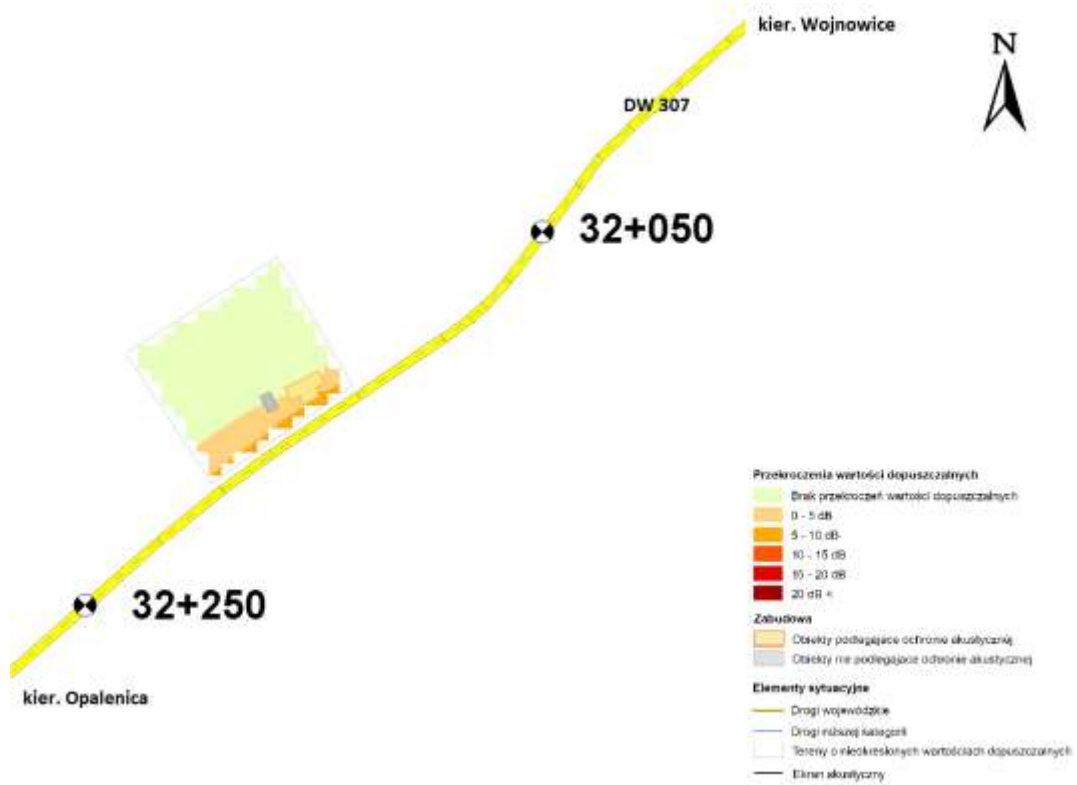 kier. Wojnowice
N
DW 307
32+050
32+250
kier. Opalenica
Przekroczenia wartości dopuszczalnych
Brak przekroczeń wartości dopuszczalnych
0 - 5 dB
5 - 10 dB
10 - 15 dB
15 - 20 dB
20 dB <
Zabudowa
Obiekty podlegające ochronie akustycznej
Obiekty nie podlegające ochronie akustycznej
Elementy sytuacyjne
Drogi wojewódzkie
Drogi niższej kategorii
Tereny o nieokreślonych wartościach dopuszczalnych
Ekran akustyczny